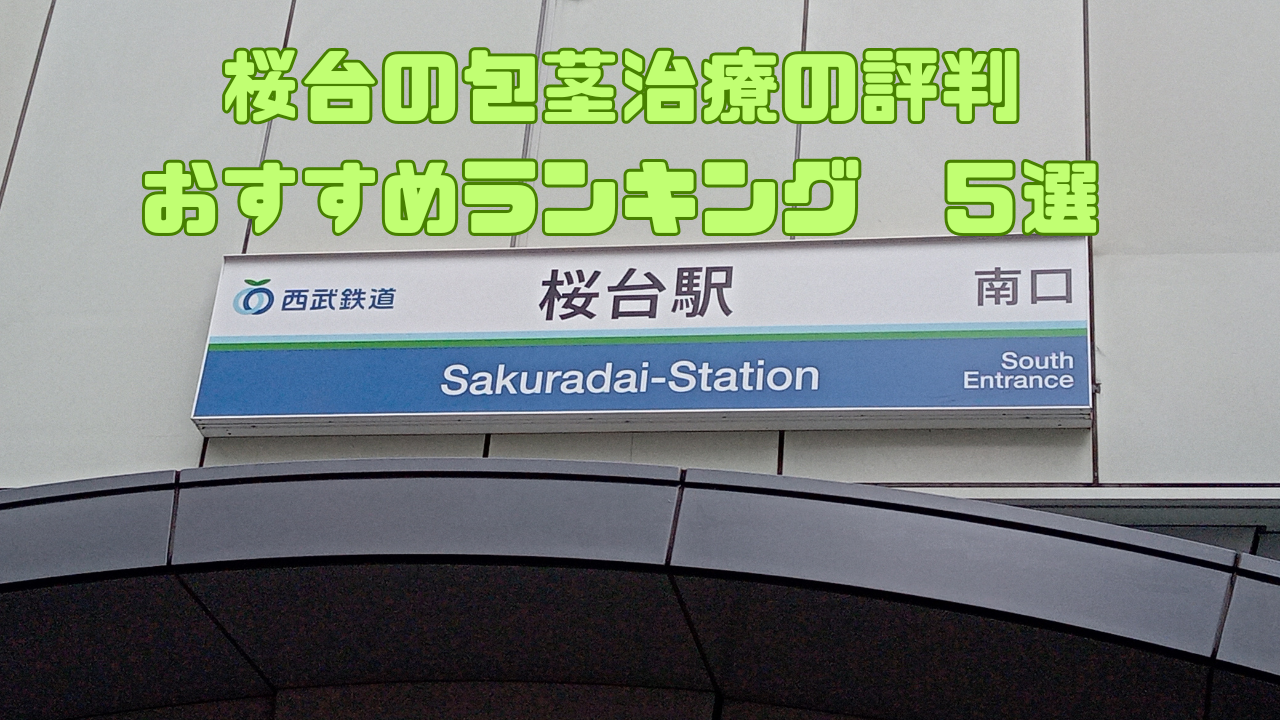 桜台の包茎治療の評判
おすすめランキング　５選
西武鉄道
桜台駅
南口
Sakuradai-Station
South
Entrance